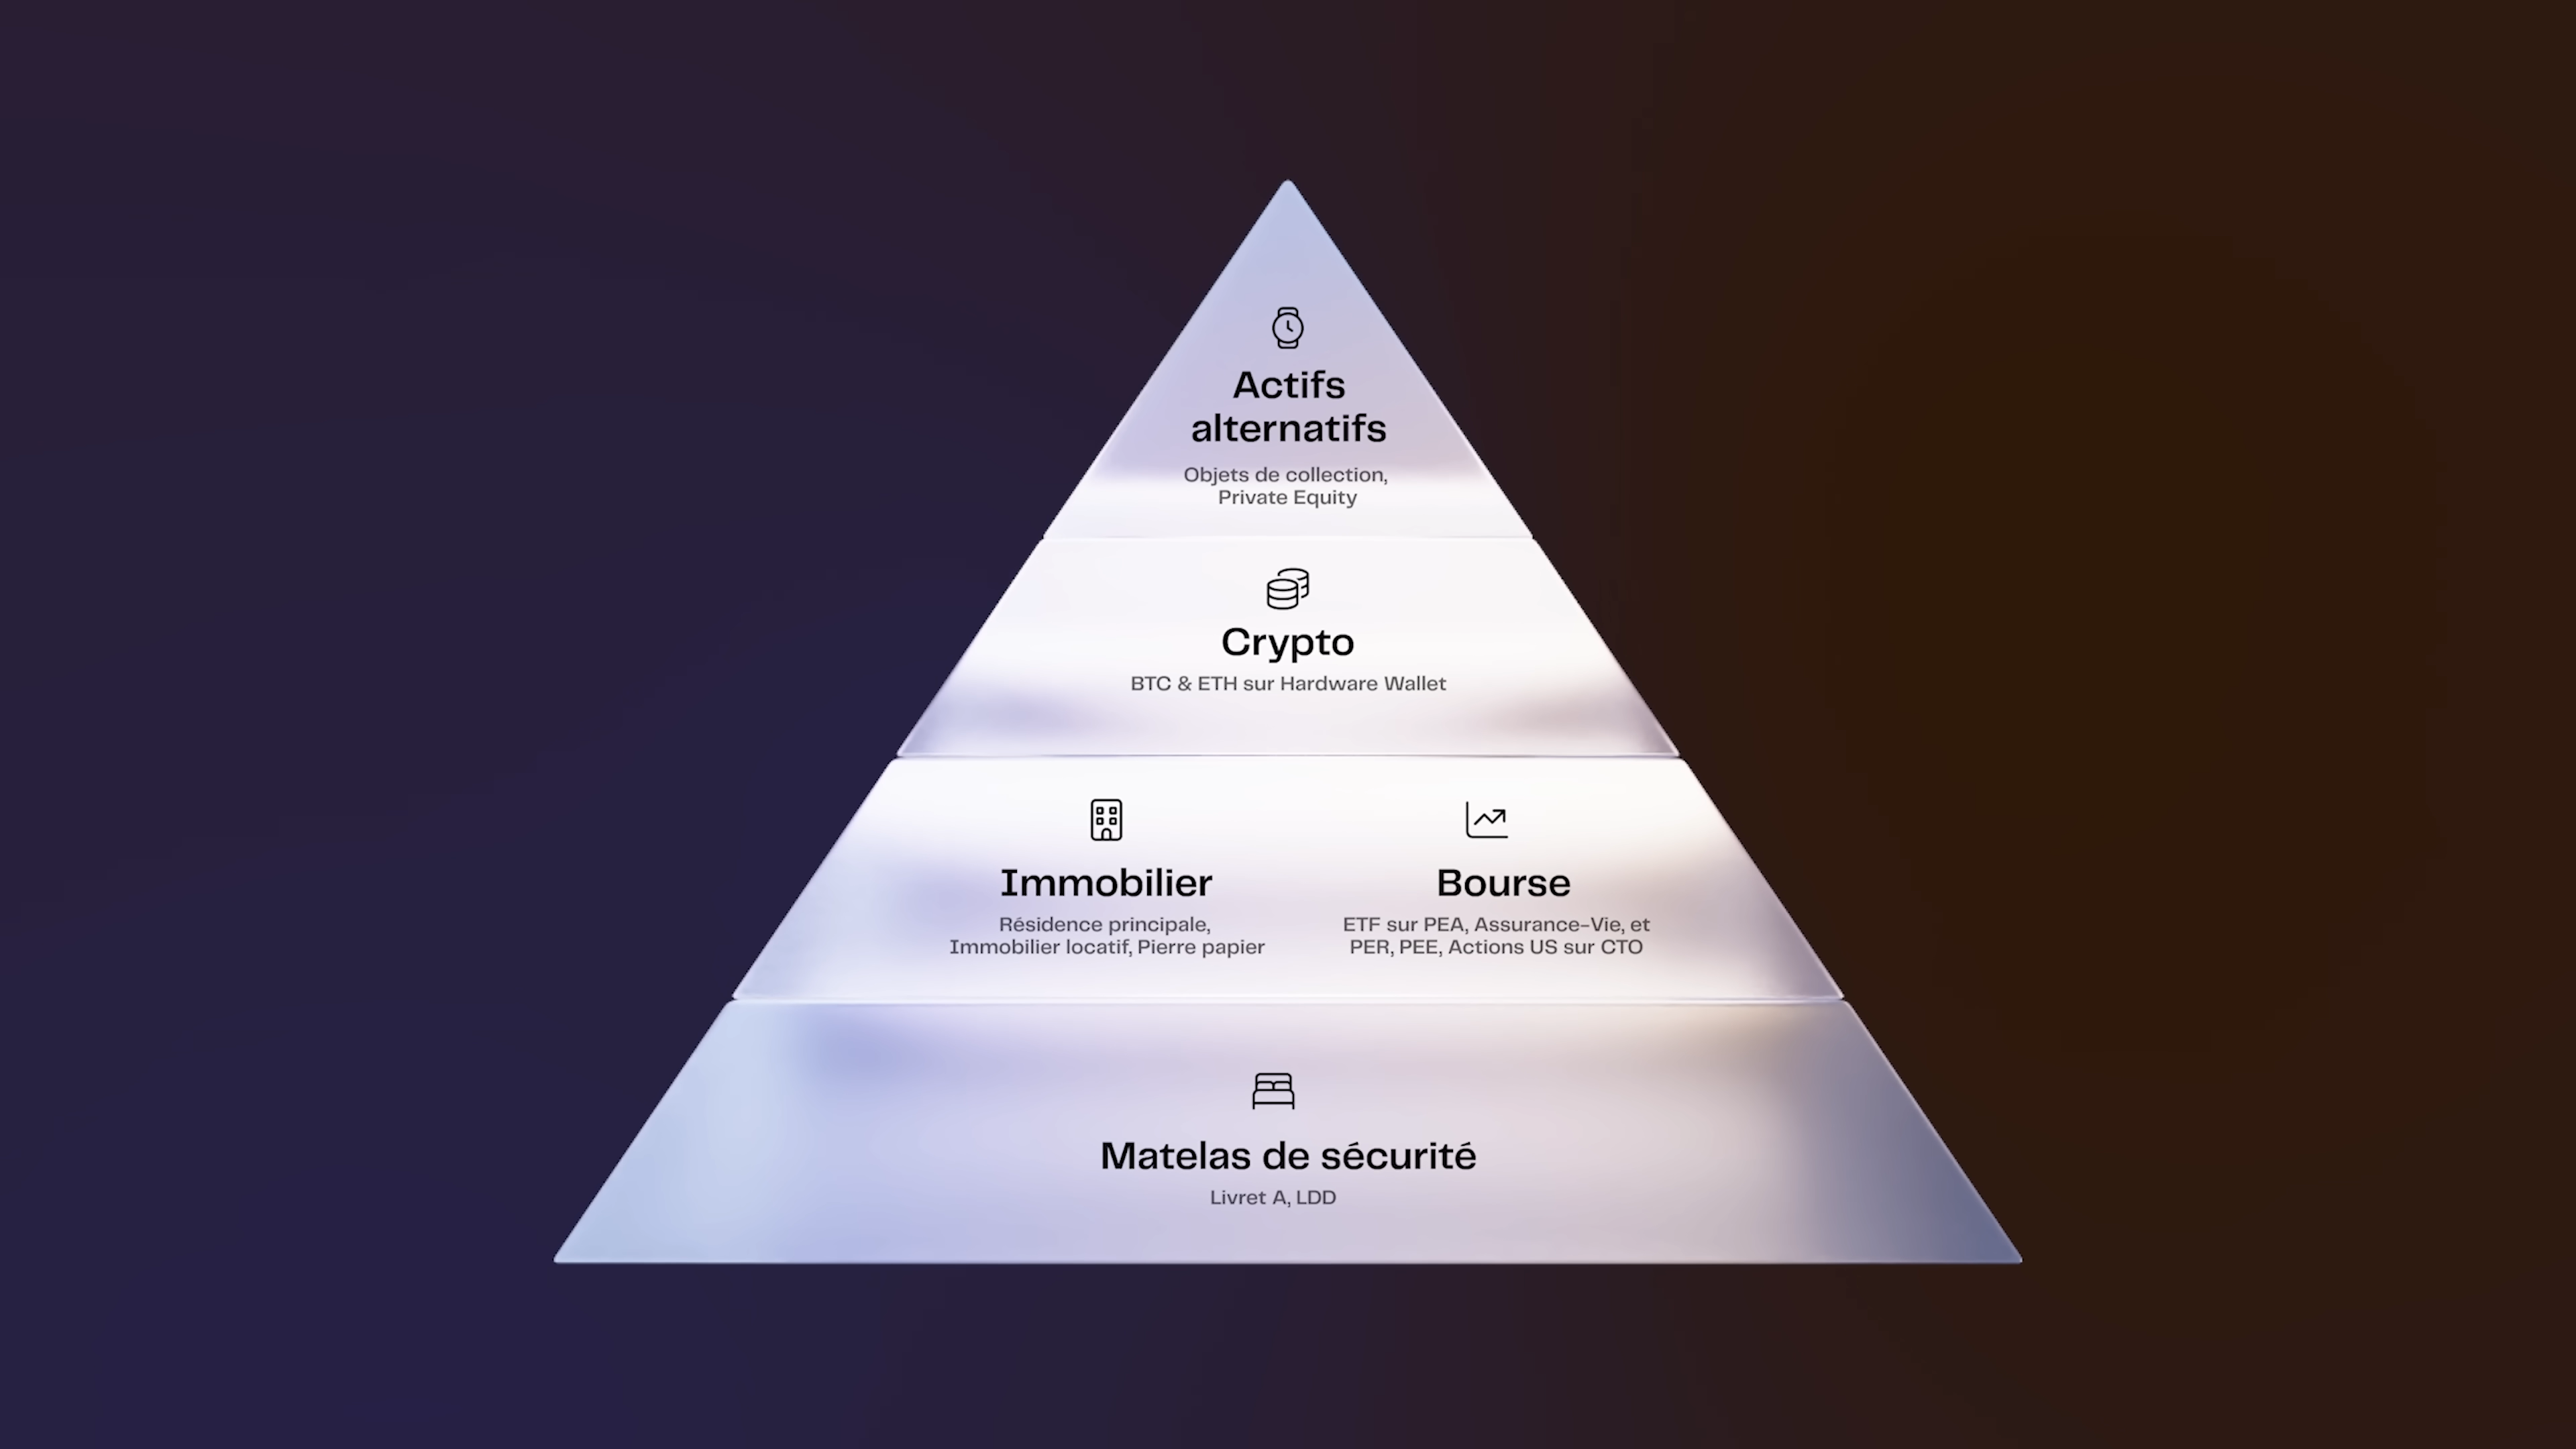 Actifs
alternatifs
Objets de collection,
Private Equity
Crypto
BTC & ETH sur Hardware Wallet
Immobilier
Résidence principale,
Immobilier locatif, Pierre papier
Bourse
ETF sur PEA, Assurance-Vie, et
PER, PEE, Actions US sur CTO
Matelas de sécurité
Livret A, LDD